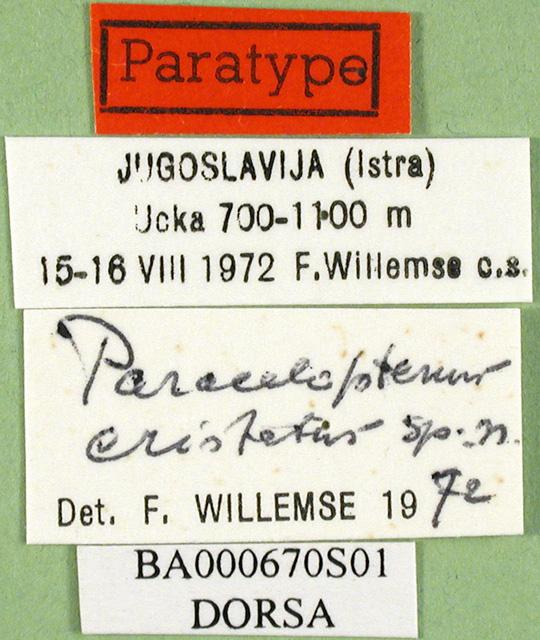 Paratype
JUGOSLAVIJA (Istra)
Ucka 700-1100 m
15-16 VIII 1972 F.Willemse c.s.
Paracaloptenus
cristatus sp.n.
Det. F. WILLEMSE 1972
BA000670S01
DORSA